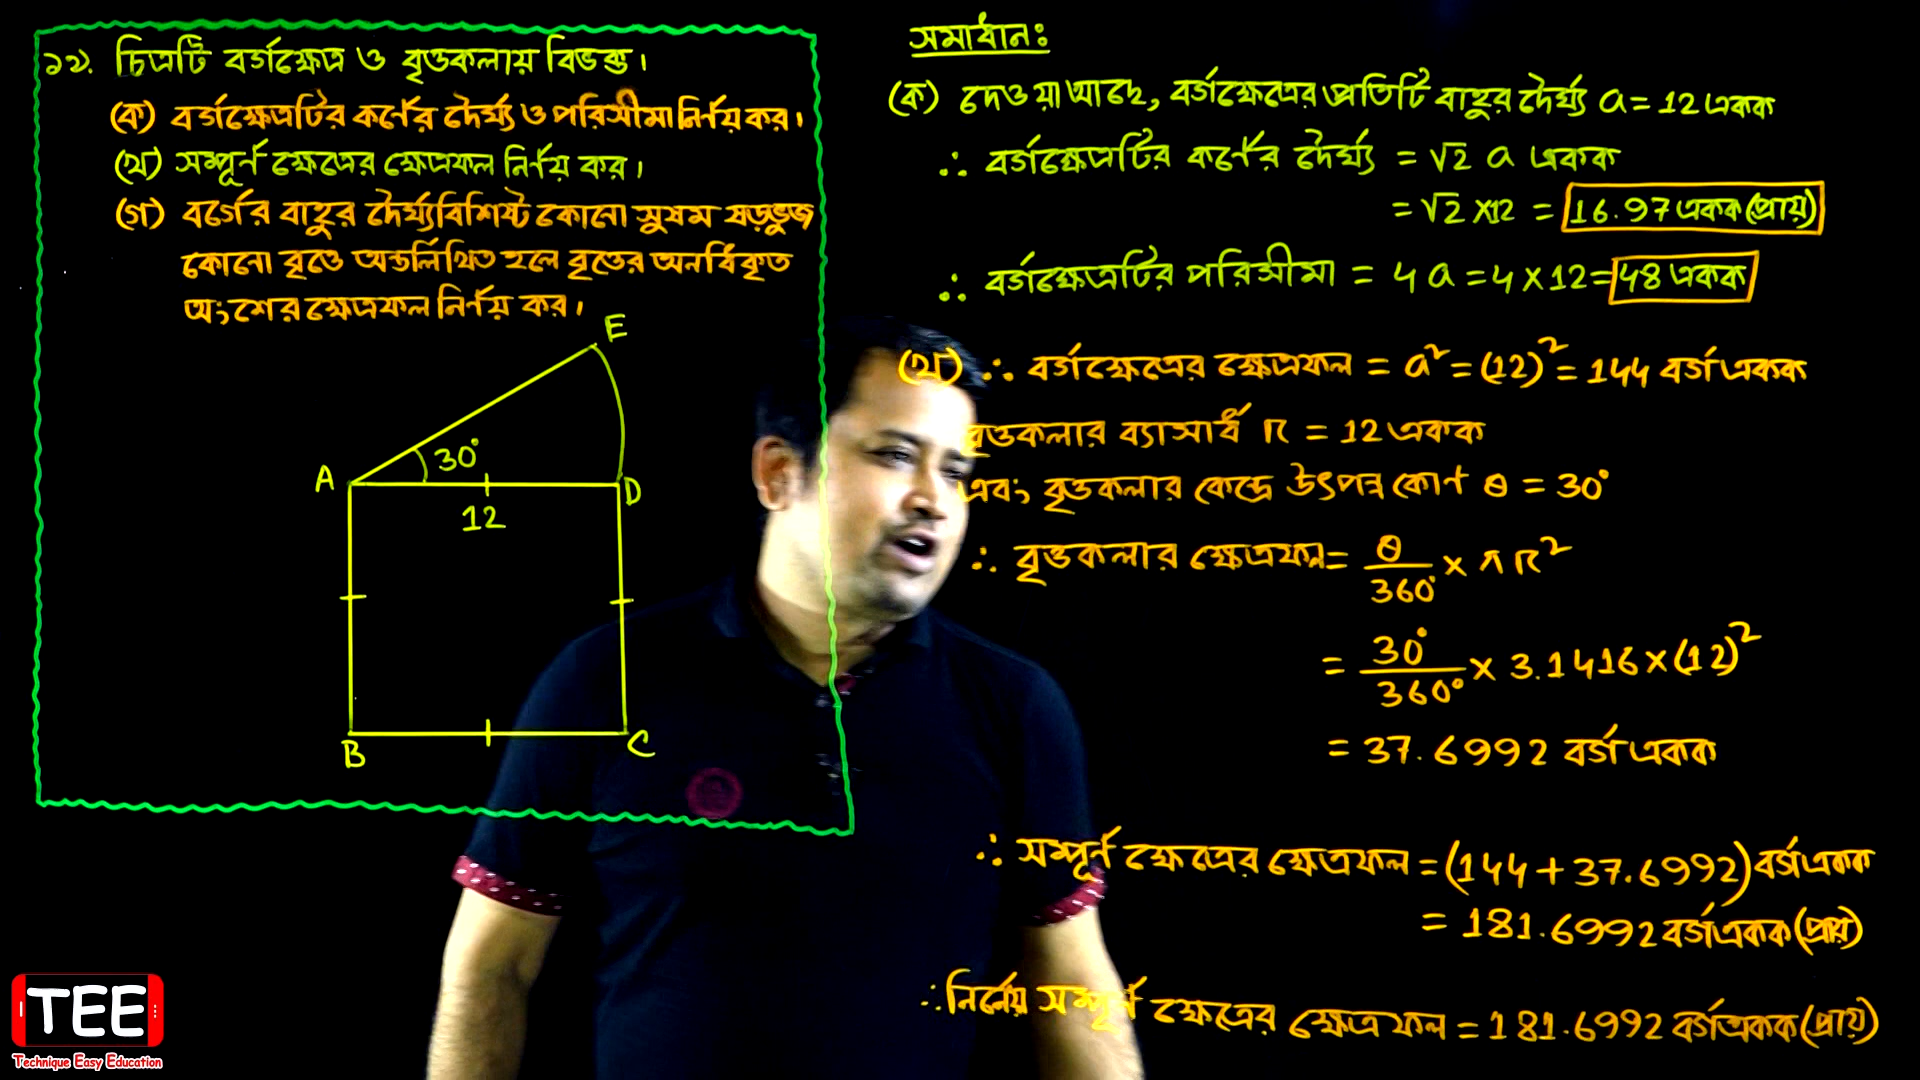 ১২. চিত্রটি বর্গক্ষেত্র ও বৃত্তকলায় বিভক্ত।
(ক) বর্গক্ষেত্রটির কর্ণের দৈর্ঘ্য ও পরিসীমা নির্ণয় কর।
(খ) সম্পূর্ণ ক্ষেত্রের ক্ষেত্রফল নির্ণয় কর।
(গ) বর্গের বাহুর দৈর্ঘ্যবিশিষ্ট কোনো সুষম ষড়ভুজ
কোনো বৃত্তে অন্তর্লিখিত হলে বৃত্তের অনধিকৃত
অংশের ক্ষেত্রফল নির্ণয় কর।
E
30°
A
D
12
B
C
সমাধানঃ
(ক) দেওয়া আছে, বর্গক্ষেত্রের প্রতিটি বাহুর দৈর্ঘ্য a = 12 একক
∴ বর্গক্ষেত্রটির কর্ণের দৈর্ঘ্য = √2 a একক
= √2 × 12 = 16.97 একক (প্রায়)
∴ বর্গক্ষেত্রটির পরিসীমা = 4 a = 4 × 12 = 48 একক
(খ) ∴ বর্গক্ষেত্রের ক্ষেত্রফল = a² = (12)² = 144 বর্গ একক
বৃত্তকলার ব্যাসার্ধ r = 12 একক
এবং বৃত্তকলার কেন্দ্রে উৎপন্ন কোণ θ = 30°
∴ বৃত্তকলার ক্ষেত্রফল = θ/360° × π r²
= 30°/360° × 3.1416 × (12)²
= 37.6992 বর্গ একক
∴ সম্পূর্ণ ক্ষেত্রের ক্ষেত্রফল = (144 + 37.6992) বর্গ একক
= 181.6992 বর্গ একক (প্রায়)
∴ নির্ণেয় সম্পূর্ণ ক্ষেত্রের ক্ষেত্রফল = 181.6992 বর্গ একক (প্রায়)
TEE
Technique Easy Education